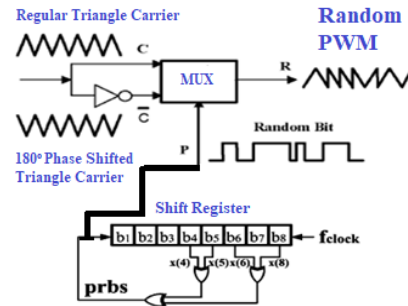 Regular Triangle Carrier
Random
PWM
C
MUX
R
C
P
Random Bit
180º Phase Shifted
Triangle Carrier
Shift Register
b1 b2 b3 b4 b5 b6 b7 b8
fclock
x(4) x(5) x(6) x(8)
prbs